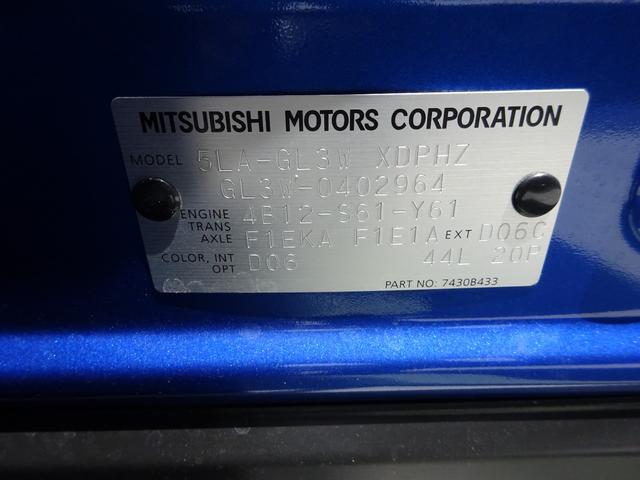 MITSUBISHI MOTORS CORPORATION
MODEL 5LA-GL3W XDPHZ
GL3W-0402964
ENGINE 4B12-S61-Y61
TRANS AXLE F1EKA F1E1A EXT D06C
COLOR, INT OPT D06 44L 20P
PART NO: 7430B433